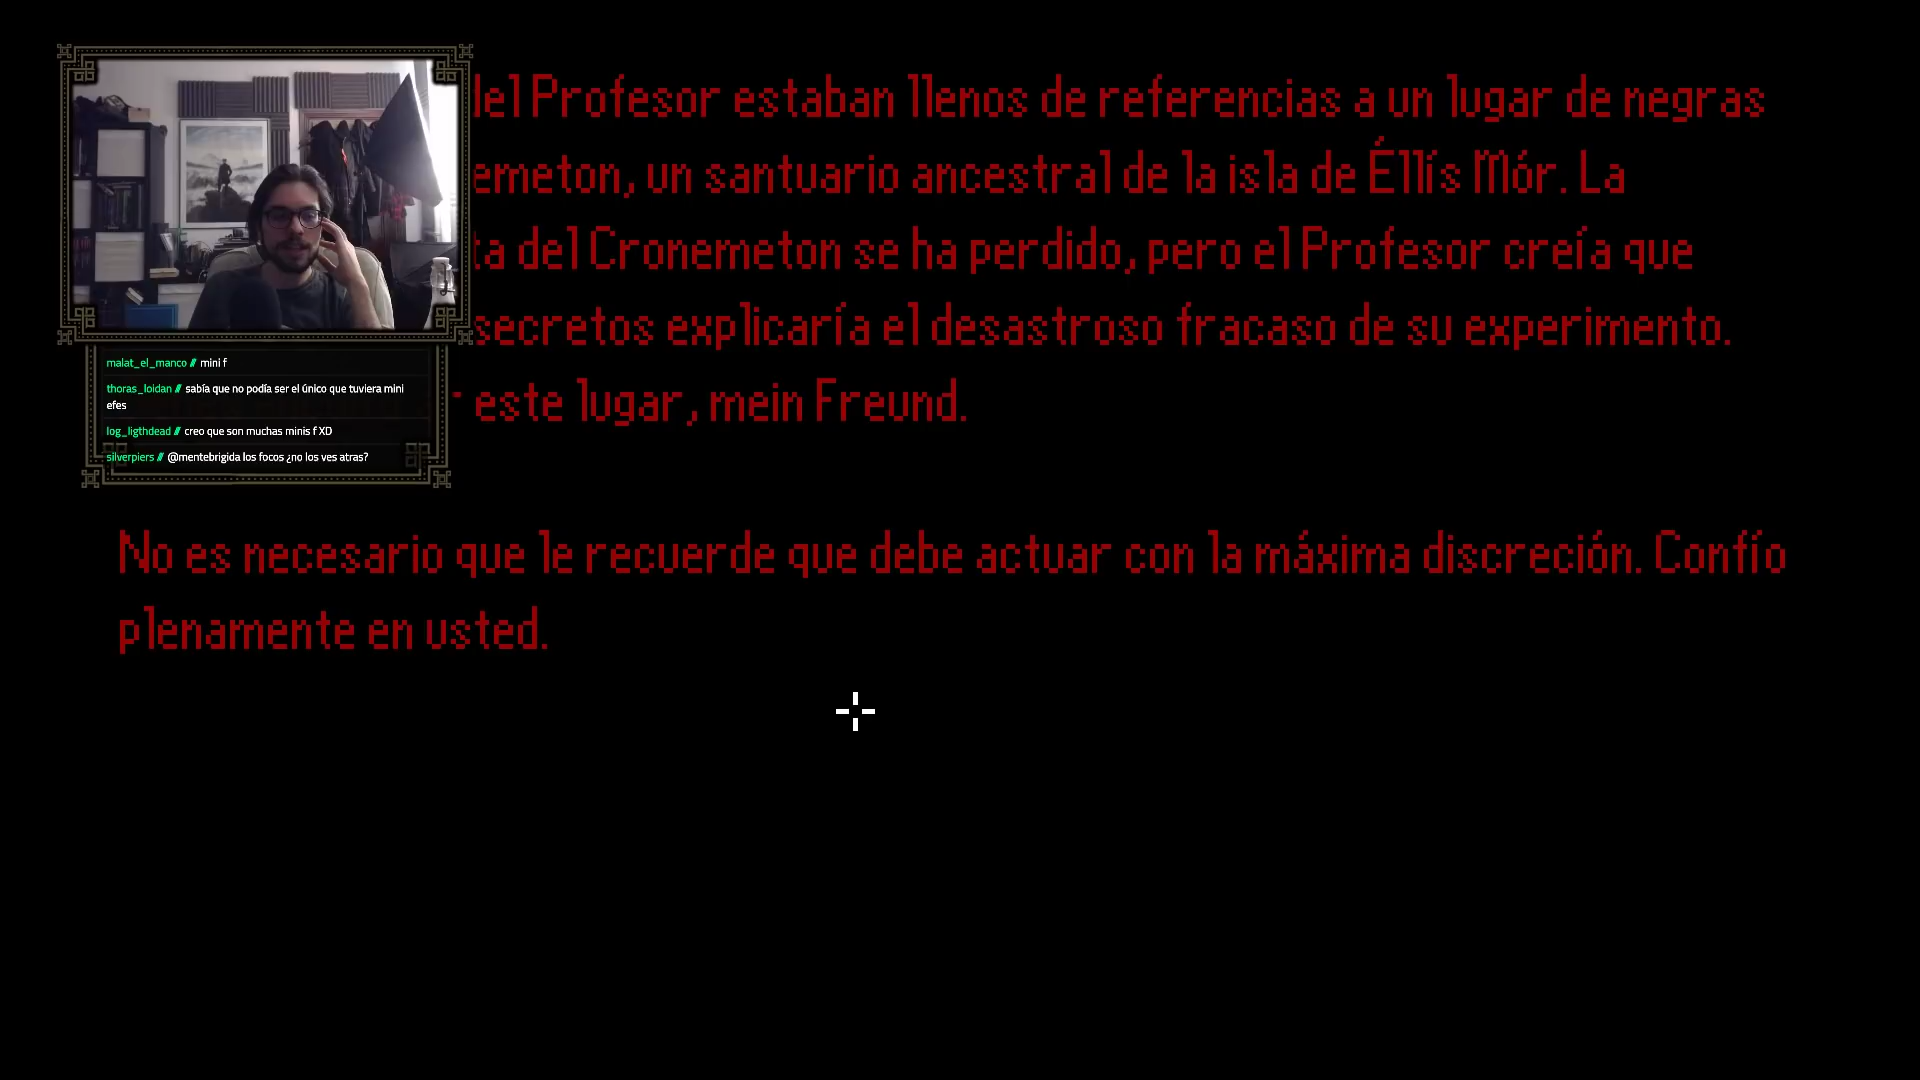 del Profesor estaban llenos de referencias a un lugar de negras
emeton, un santuario ancestral de la isla de Éllís Mór. La
ta del Cronemeton se ha perdido, pero el Profesor creía que
secretos explicaría el desastroso fracaso de su experimento.
r este lugar, mein Freund.
malat_el_manco // mini f
thoras_loidan // sabía que no podía ser el único que tuviera mini
efes
log_ligthdead // creo que son muchas minis f XD
silverpiers // @mentebrigida los focos ¿no los ves atras?
No es necesario que le recuerde que debe actuar con la máxima discreción. Confío
plenamente en usted.